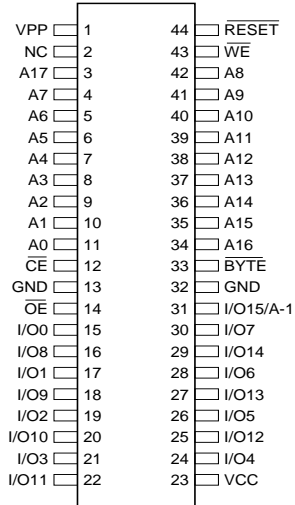 VPP 1 44 RESET
NC 2 43 WE
A17 3 42 A8
A7 4 41 A9
A6 5 40 A10
A5 6 39 A11
A4 7 38 A12
A3 8 37 A13
A2 9 36 A14
A1 10 35 A15
A0 11 34 A16
CE 12 33 BYTE
GND 13 32 GND
OE 14 31 I/O15/A-1
I/O0 15 30 I/O7
I/O8 16 29 I/O14
I/O1 17 28 I/O6
I/O9 18 27 I/O13
I/O2 19 26 I/O5
I/O10 20 25 I/O12
I/O3 21 24 I/O4
I/O11 22 23 VCC